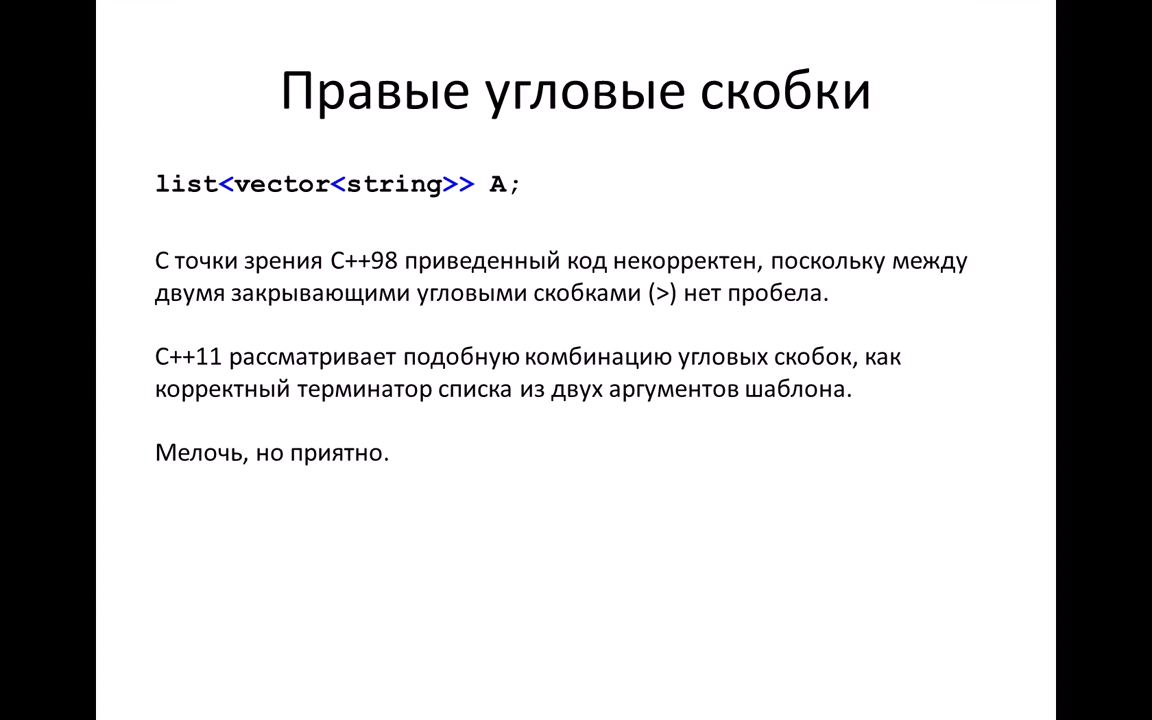 Правые угловые скобки
list<vector<string>> A;
С точки зрения C++98 приведенный код некорректен, поскольку между
двумя закрывающими угловыми скобками (>) нет пробела.
C++11 рассматривает подобную комбинацию угловых скобок, как
корректный терминатор списка из двух аргументов шаблона.
Мелочь, но приятно.